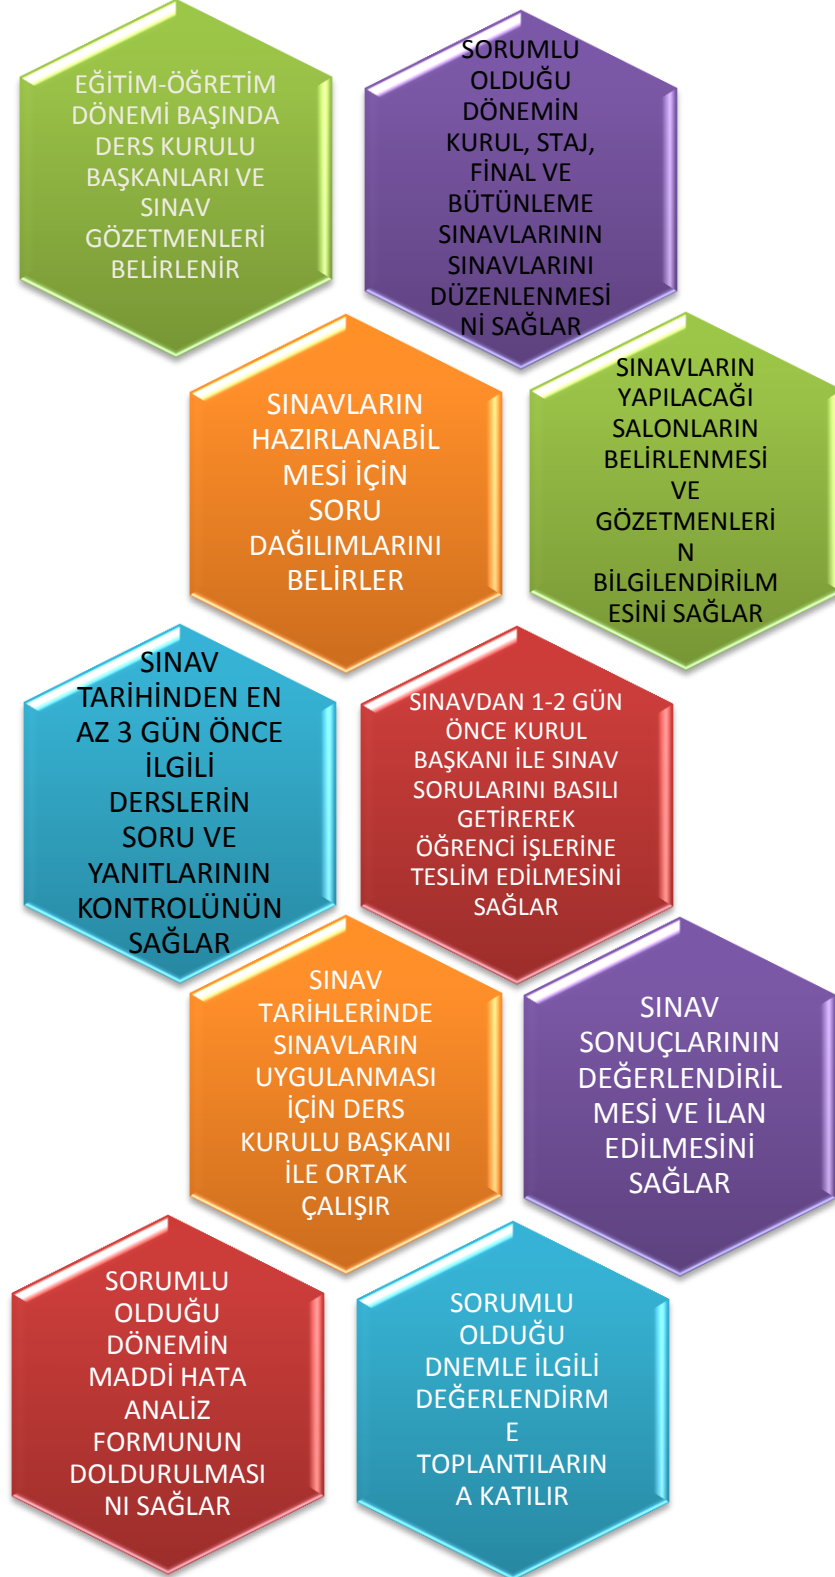 EĞİTİM-ÖĞRETİM
DÖNEMİ BAŞINDA
DERS KURULU
BAŞKANLARI VE
SINAV
GÖZETMENLERİ
BELİRLENİR
SORUMLU
OLDUĞU
DÖNEMİN
KURUL, STAJ,
FİNAL VE
BÜTÜNLEME
SINAVLARININ
SINAVLARINI
DÜZENLENMESİ
Nİ SAĞLAR
SINAVLARIN
HAZIRLANABİL
MESİ İÇİN
SORU
DAĞILIMLARINI
BELİRLER
SINAVLARIN
YAPILACAĞI
SALONLARIN
BELİRLENMESİ
VE
GÖZETMENLERİ
N
BİLGİLENDİRİLM
ESİNİ SAĞLAR
SINAV
TARİHİNDEN EN
AZ 3 GÜN ÖNCE
İLGİLİ
DERSLERİN
SORU VE
YANITLARININ
KONTROLÜNÜN
SAĞLAR
SINAVDAN 1-2 GÜN
ÖNCE KURUL
BAŞKANI İLE SINAV
SORULARINI BASILI
GETİREREK
ÖĞRENCİ İŞLERİNE
TESLİM EDİLMESİNİ
SAĞLAR
SINAV
TARİHLERİNDE
SINAVLARIN
UYGULANMASI
İÇİN DERS
KURULU BAŞKANI
İLE ORTAK
ÇALIŞIR
SINAV
SONUÇLARININ
DEĞERLENDİRİL
MESİ VE İLAN
EDİLMESİNİ
SAĞLAR
SORUMLU
OLDUĞU
DÖNEMİN
MADDİ HATA
ANALİZ
FORMUNUN
DOLDURULMASI
NI SAĞLAR
SORUMLU
OLDUĞU
DNEMLE İLGİLİ
DEĞERLENDİRM
E
TOPLANTILARIN
A KATILIR